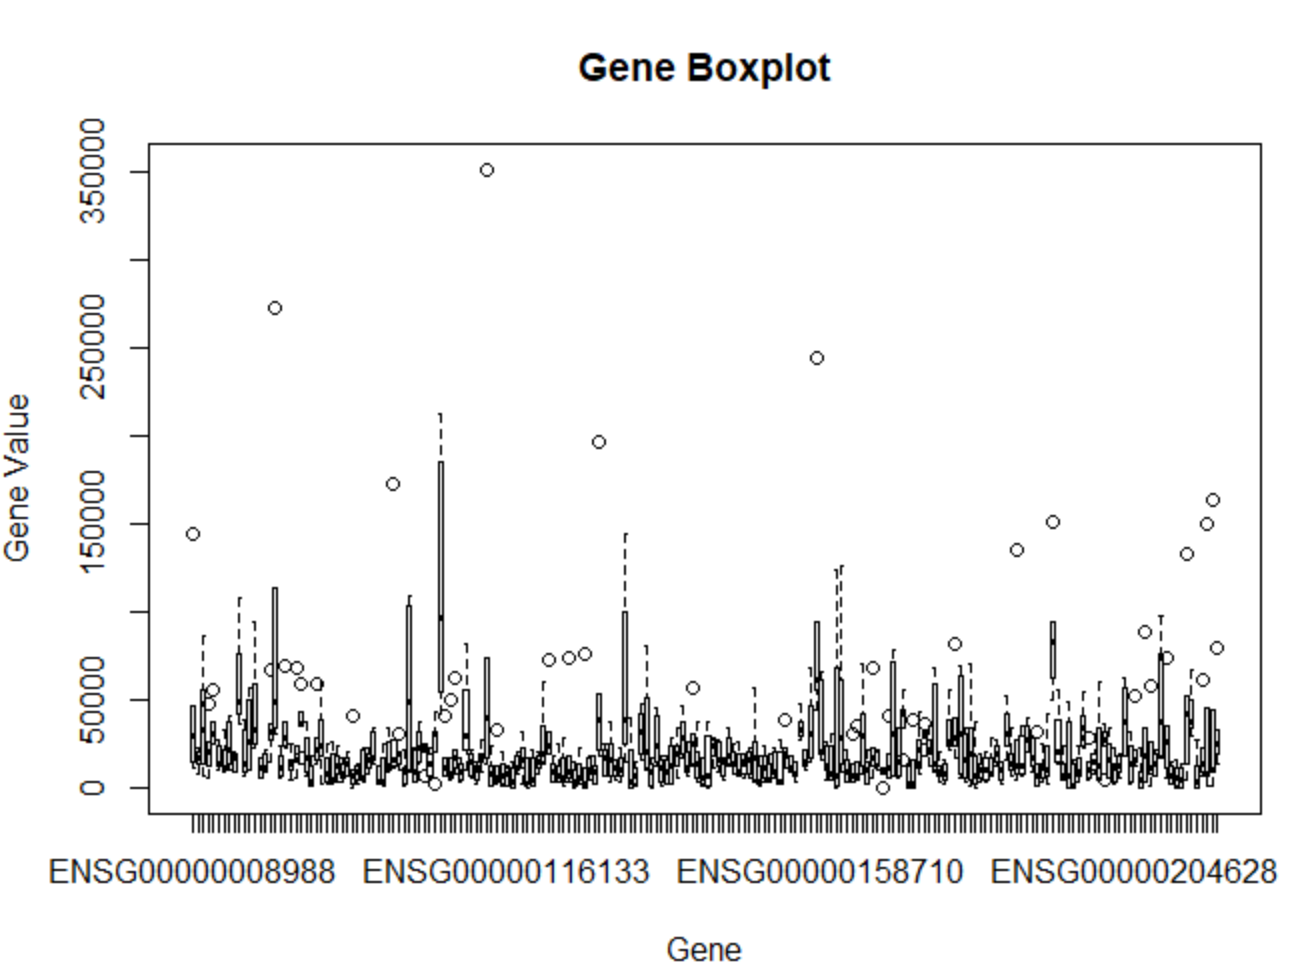 Gene Boxplot
350000
250000
150000
50000
0
Gene Value
ENSG00000008988 ENSG00000116133 ENSG00000158710 ENSG00000204628
Gene